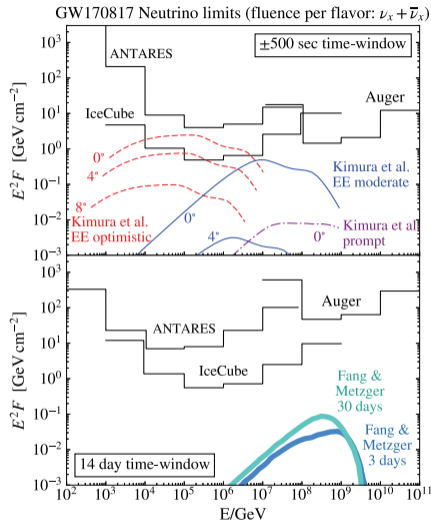 GW170817 Neutrino limits (fluence per flavor: νₓ + ν̄ₓ)
±500 sec time-window
ANTARES
IceCube
Auger
0°
4°
8°
Kimura et al.
EE optimistic
Kimura et al.
EE moderate
0°
4°
Kimura et al.
prompt
0°
E²F [GeV cm⁻²]
10³
10²
10¹
10⁰
10⁻¹
10⁻²
10⁻³
Auger
ANTARES
IceCube
Fang &
Metzger
30 days
Fang &
Metzger
3 days
14 day time-window
E²F [GeV cm⁻²]
10³
10²
10¹
10⁰
10⁻¹
10⁻²
10⁻³
10² 10³ 10⁴ 10⁵ 10⁶ 10⁷ 10⁸ 10⁹ 10¹⁰ 10¹¹
E/GeV